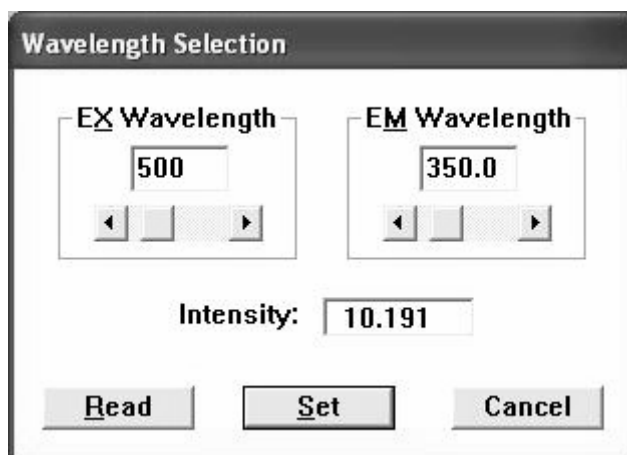 Wavelength Selection
EX Wavelength
EM Wavelength
500
350.0
Intensity: 10.191
Read
Set
Cancel